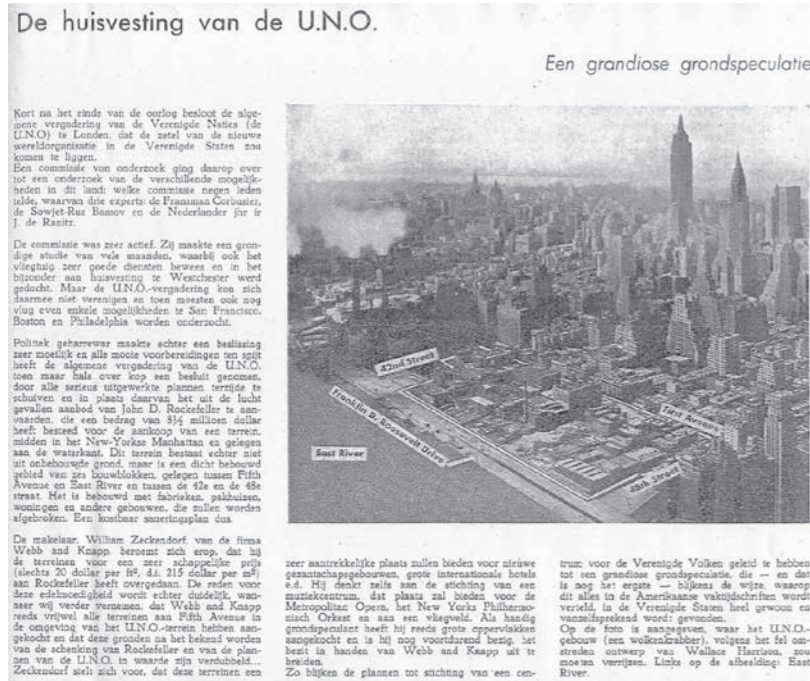 De huisvesting van de U.N.O.
Een grandiose grondspeculatie
Kort na het einde van de oorlog besloot de alge-
mene vergadering van de Verenigde Naties (de
U.N.O) te Londen, dat de zetel van de nieuwe
wereldorganisatie in de Verenigde Staten zou
komen te liggen.
Een commissie van onderzoek ging daarop over
tot een onderzoek van de verschillende mogelijk-
heden in dit land; welke commissie negen leden
telde, waarvan drie experts: de Fransman Corbusier,
de Sowjet-Rus Bassov en de Nederlander jhr ir
J. de Ranitz.
De commissie was zeer actief. Zij maakte een gron-
dige studie van vele maanden, waarbij ook het
vliegtuig zeer goede diensten bewees en in het
bijzonder aan huisvesting te Westchester werd
gedacht. Maar de U.N.O.-vergadering kon zich
daarmee niet verenigen en toen moesten ook nog
vlug even enkele mogelijkheden te San Francisco,
Boston en Philadelphia worden onderzocht.
Politiek geharrewar maakte echter een beslissing
zeer moeilijk en alle mooie voorbereidingen ten spijt
heeft de algemene vergadering van de U.N.O.
toen maar hals over kop een besluit genomen,
door alle serieus uitgewerkte plannen terzijde te
schuiven en in plaats daarvan het uit de lucht
gevallen aanbod van John D. Rockefeller te aan-
vaarden, die een bedrag van 8½ millioen dollar
heeft besteed voor de aankoop van een terrein,
midden in het New-Yorkse Manhattan en gelegen
aan de waterkant. Dit terrein bestaat echter niet
uit onbebouwde grond, maar is een dicht bebouwd
gebied van zes bouwblokken, gelegen tussen Fifth
Avenue en East River en tussen de 42e en de 48e
straat. Het is bebouwd met fabrieken, pakhuizen,
woningen en andere gebouwen, die zullen worden
afgebroken. Een kostbaar saneringsplan dus.
De makelaar, William Zeckendorf, van de firma
Webb and Knapp, beroemt zich erop, dat hij
de terreinen voor een zeer schappelijke prijs
(slechts 20 dollar per ft², d.i. 215 dollar per m²)
aan Rockefeller heeft overgedaan. De reden voor
deze edelmoedigheid wordt echter duidelijk, wan-
neer wij verder vernemen, dat Webb and Knapp
reeds vrijwel alle terreinen aan Fifth Avenue in
de omgeving van het U.N.O.-terrein hebben aan-
gekocht en dat deze gronden na het bekend worden
van de schenking van Rockefeller en van de plan-
nen van de U.N.O. in waarde zijn verdubbeld...
Zeckendorf stelt zich voor, dat deze terreinen een
42nd Street
Franklin D. Roosevelt Drive
First Avenue
East River
48th Street
zeer aantrekkelijke plaats zullen bieden voor nieuwe
gezantschapsgebouwen, grote internationale hotels
e.d. Hij denkt zelfs aan de stichting van een
muziekcentrum, dat plaats zal bieden voor de
Metropolitan Opera, het New Yorks Philharmo-
nisch Orkest en aan een vliegveld. Als handig
grondspeculant heeft hij reeds grote oppervlakken
aangekocht en is hij nog voortdurend bezig, het
bezit in handen van Webb and Knapp uit te
breiden.
Zo blijken de plannen tot stichting van een cen-
trum voor de Verenigde Volken geleid te hebben
tot een grandiose grondspeculatie, die — en dat
is nog het ergste — blijkens de wijze, waarop
dit alles in de Amerikaanse vaktijdschriften wordt
verteld, in de Verenigde Staten heel gewoon en
vanzelfsprekend wordt gevonden.
Op de foto is aangegeven, waar het U.N.O.-
gebouw (een wolkenkrabber), volgens het fel om-
streden ontwerp van Wallace Harrison, zou
moeten verrijzen. Links op de afbeelding: East
River.